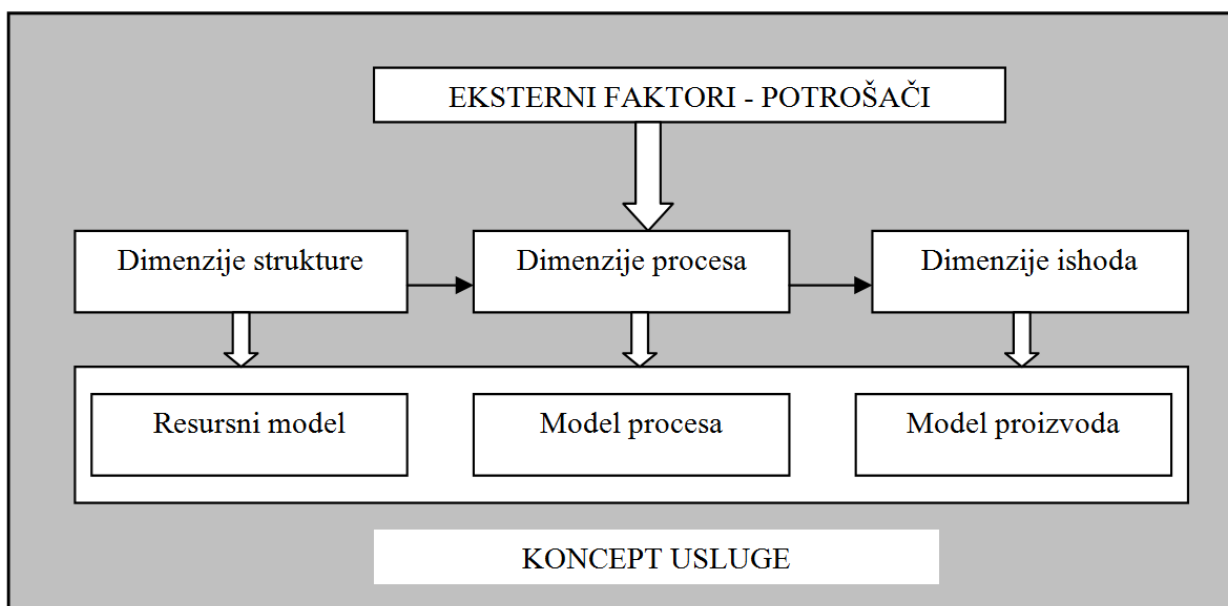 EKSTERNI FAKTORI - POTROŠAČI
Dimenzije strukture
Dimenzije procesa
Dimenzije ishoda
Resursni model
Model procesa
Model proizvoda
KONCEPT USLUGE